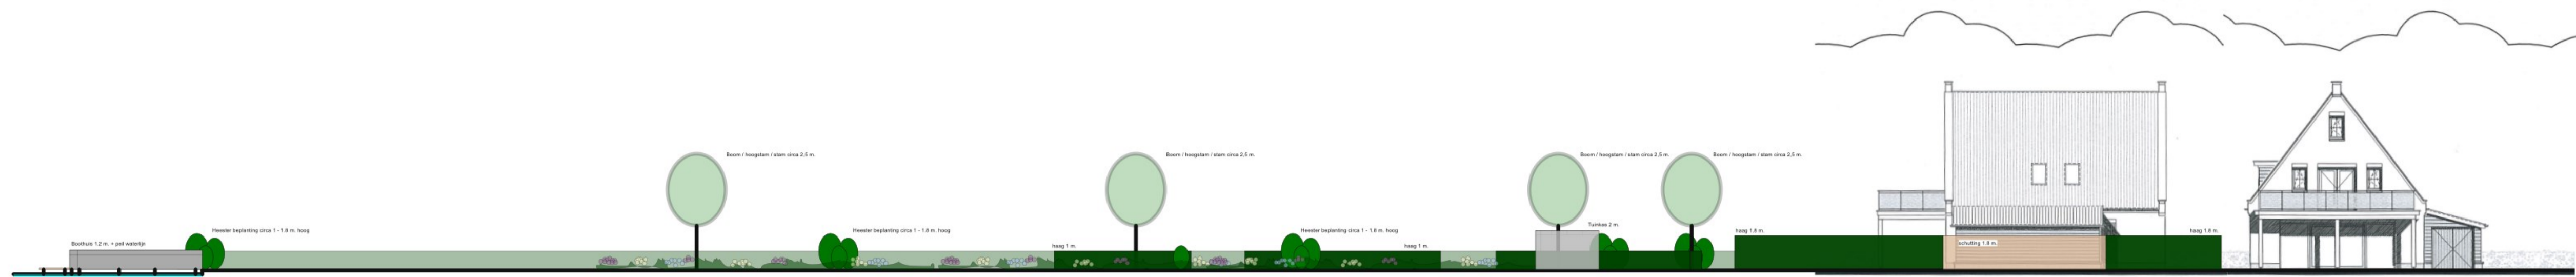 Boothuis 1.2 m. + peil waterlijn
Heester beplanting circa 1 - 1.8 m. hoog
Boom / hoogstam / stam circa 2,5 m.
Heester beplanting circa 1 - 1.8 m. hoog
haag 1 m.
Boom / hoogstam / stam circa 2,5 m.
Heester beplanting circa 1 - 1.8 m. hoog
haag 1 m.
Boom / hoogstam / stam circa 2,5 m.
Tuinkas 2 m.
Boom / hoogstam / stam circa 2,5 m.
haag 1.8 m.
schutting 1.8 m.
haag 1.8 m.